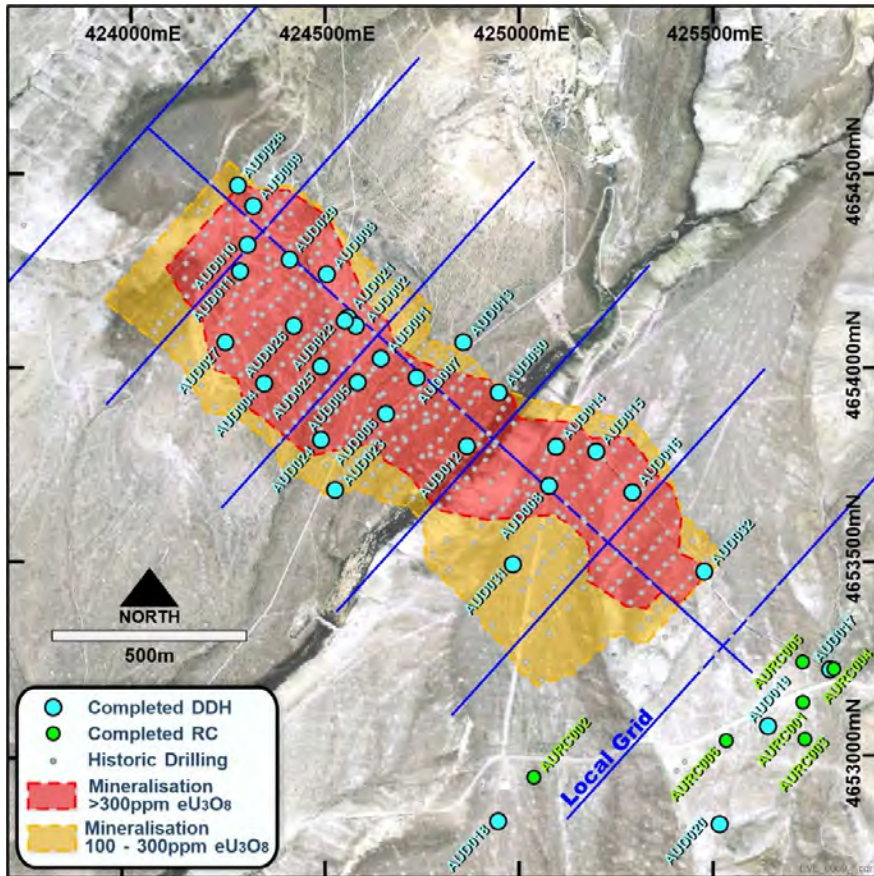 424000mE
424500mE
425000mE
425500mE
4654500mN
4654000mN
4653500mN
4653000mN
AUD028
AUD009
AUD029
AUD003
AUD010
AUD011
AUD021
AUD002
AUD022
AUD026
AUD001
AUD013
AUD027
AUD004
AUD025
AUD005
AUD007
AUD030
AUD006
AUD024
AUD023
AUD012
AUD014
AUD015
AUD016
AUD008
AUD031
AUD032
AURC005
AUD017
AURC004
AUD019
AURC001
AURC003
AURC006
AURC002
AUD018
AUD020
Local Grid
NORTH
500m
Completed DDH
Completed RC
Historic Drilling
Mineralisation
>300ppm eU₃O₈
Mineralisation
100 - 300ppm eU₃O₈